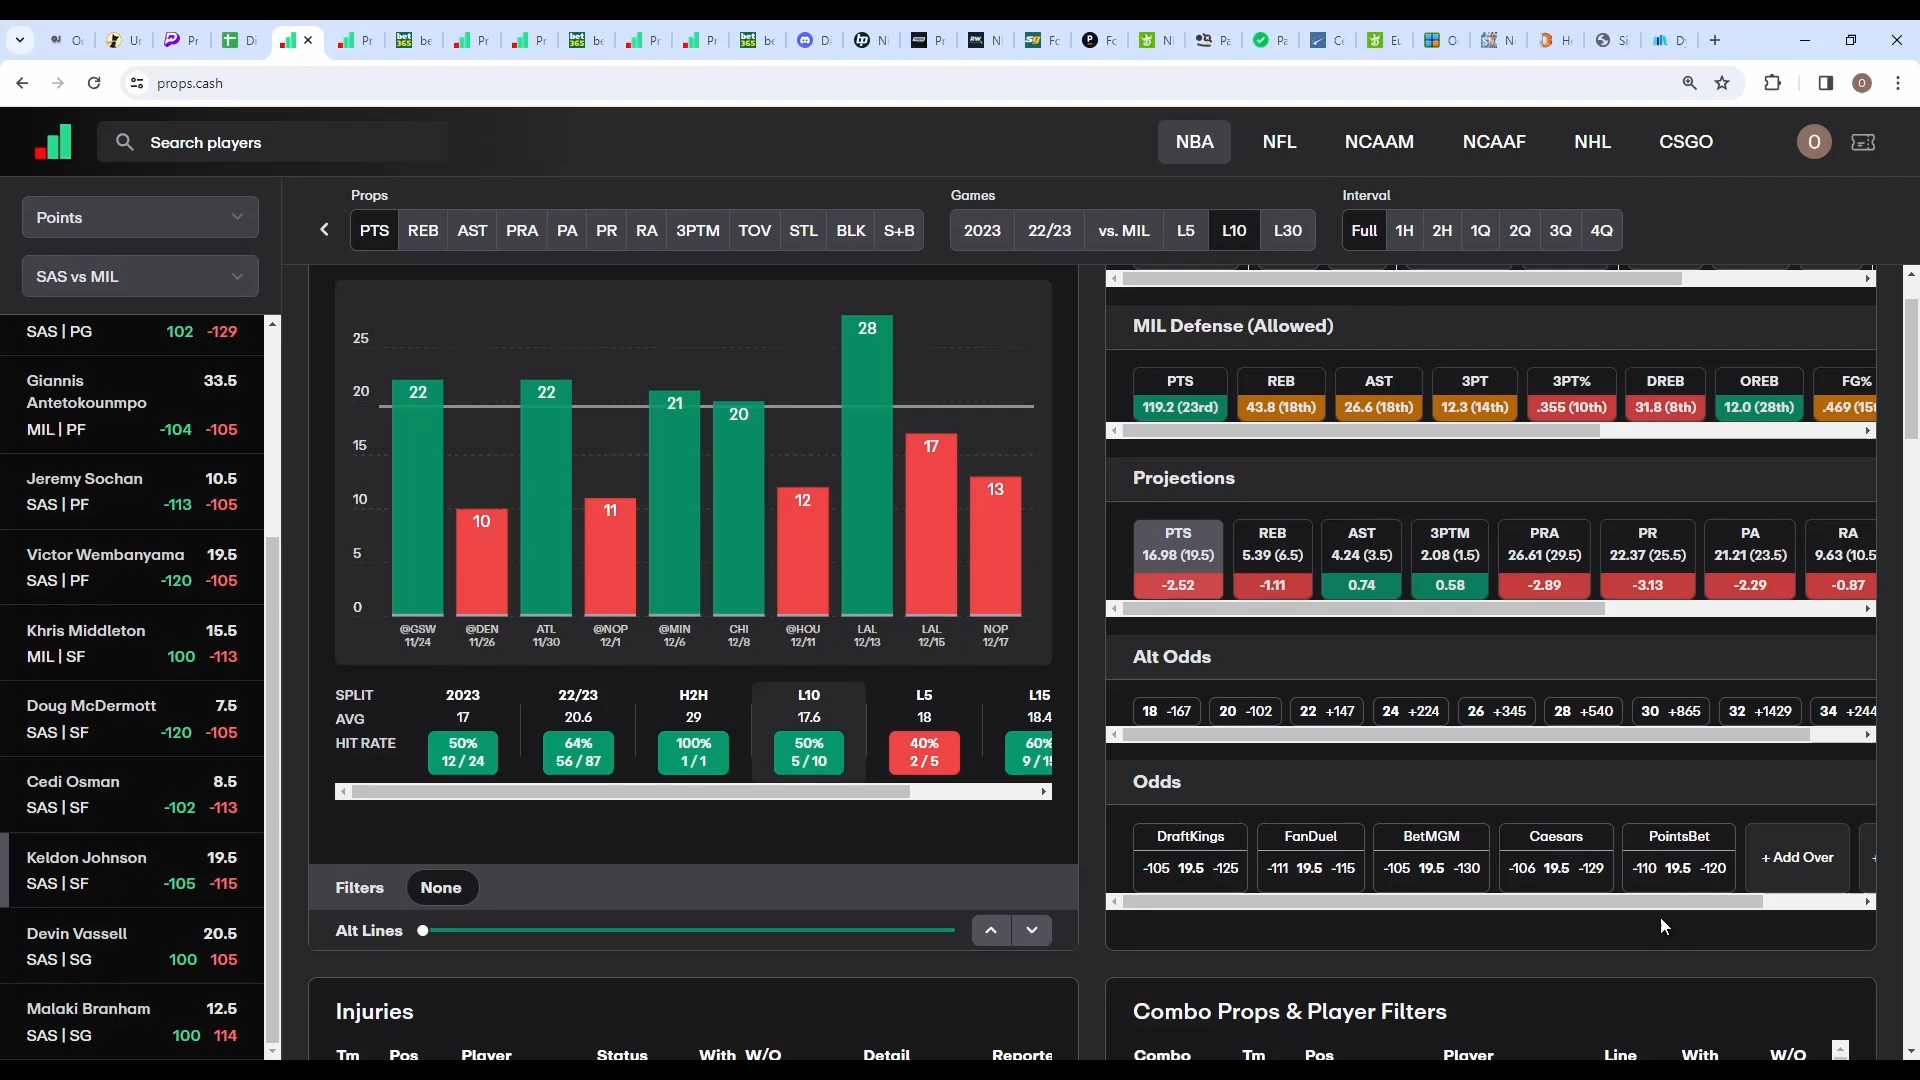 props.cash
Search players
NBA
NFL
NCAAM
NCAAF
NHL
CSGO
O
Points
SAS vs MIL
Props
PTS REB AST PRA PA PR RA 3PTM TOV STL BLK S+B
Games
2023 22/23 vs. MIL L5 L10 L30
Interval
Full 1H 2H 1Q 2Q 3Q 4Q
SAS | PG 102 -129
Giannis Antetokounmpo 33.5
MIL | PF -104 -105
Jeremy Sochan 10.5
SAS | PF -113 -105
Victor Wembanyama 19.5
SAS | PF -120 -105
Khris Middleton 15.5
MIL | SF 100 -113
Doug McDermott 7.5
SAS | SF -120 -105
Cedi Osman 8.5
SAS | SF -102 -113
Keldon Johnson 19.5
SAS | SF -105 -115
Devin Vassell 20.5
SAS | SG 100 105
Malaki Branham 12.5
SAS | SG 100 114
25
20
15
10
5
0
22 10 22 11 21 20 12 28 17 13
@GSW @DEN ATL @NOP @MIN CHI @HOU LAL LAL NOP
11/24 11/26 11/30 12/1 12/6 12/8 12/11 12/13 12/15 12/17
SPLIT 2023 22/23 H2H L10 L5 L15
AVG 17 20.6 29 17.6 18 18.4
HIT RATE 50% 64% 100% 50% 40% 60%
12 / 24 56 / 87 1 / 1 5 / 10 2 / 5 9 / 15
Filters None
Alt Lines
Injuries
Tm Pos Player Status With W/O Detail Reporte
MIL Defense (Allowed)
PTS REB AST 3PT 3PT% DREB OREB FG%
119.2 (23rd) 43.8 (18th) 26.6 (18th) 12.3 (14th) .355 (10th) 31.8 (8th) 12.0 (28th) .469 (15t
Projections
PTS REB AST 3PTM PRA PR PA RA
16.98 (19.5) 5.39 (6.5) 4.24 (3.5) 2.08 (1.5) 26.61 (29.5) 22.37 (25.5) 21.21 (23.5) 9.63 (10.5
-2.52 -1.11 0.74 0.58 -2.89 -3.13 -2.29 -0.87
Alt Odds
18 -167 20 -102 22 +147 24 +224 26 +345 28 +540 30 +865 32 +1429 34 +244
Odds
DraftKings FanDuel BetMGM Caesars PointsBet
-105 19.5 -125 -111 19.5 -115 -105 19.5 -130 -106 19.5 -129 -110 19.5 -120 + Add Over
Combo Props & Player Filters
Combo Tm Pos Player Line With W/O